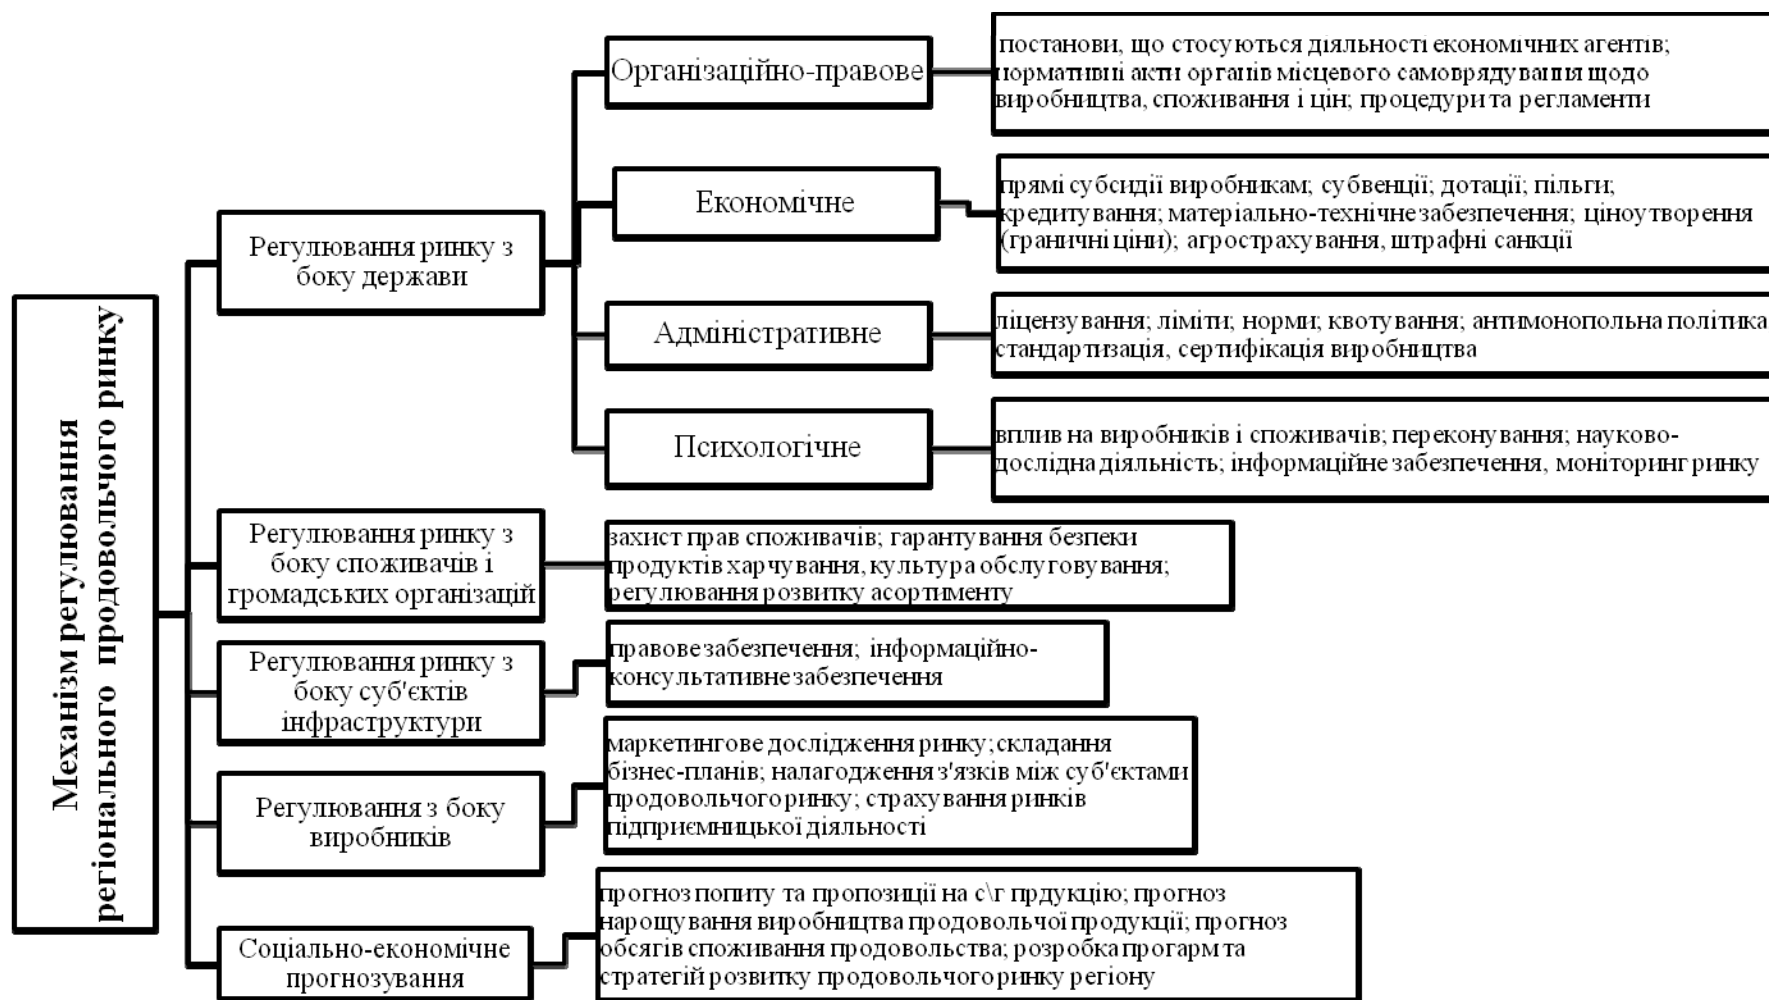 Механізм регулювання
регіонального продовольчого ринку
Регулювання ринку з
боку держави
Організаційно-правове
постанови, що стосуються діяльності економічних агентів;
нормативні акти органів місцевого самоврядування щодо
виробництва, споживання і цін; процедури та регламенти
Економічне
прямі субсидії виробникам; субвенції; дотації; пільги;
кредитування; матеріально-технічне забезпечення; ціноутворення
(граничні ціни); агрострахування, штрафні санкції
Адміністративне
ліцензування; ліміти; норми; квотування; антимонопольна політика
стандартизація, сертифікація виробництва
Психологічне
вплив на виробників і споживачів; переконування; науково-
дослідна діяльність; інформаційне забезпечення, моніторинг ринку
Регулювання ринку з
боку споживачів і
громадських організацій
захист прав споживачів; гарантування безпеки
продуктів харчування, культура обслуговування;
регулювання розвитку асортименту
Регулювання ринку з
боку суб'єктів
інфраструктури
правове забезпечення; інформаційно-
консультативне забезпечення
Регулювання з боку
виробників
маркетингове дослідження ринку; складання
бізнес-планів; налагодження з'язків між суб'єктами
продовольчого ринку; страхування ринків
підприємницької діяльності
Соціально-економічне
прогнозування
прогноз попиту та пропозиції на с\г прдукцію; прогноз
нарощування виробництва продовольчої продукції; прогноз
обсягів споживання продовольства; розробка прогарм та
стратегій розвитку продовольчого ринку регіону